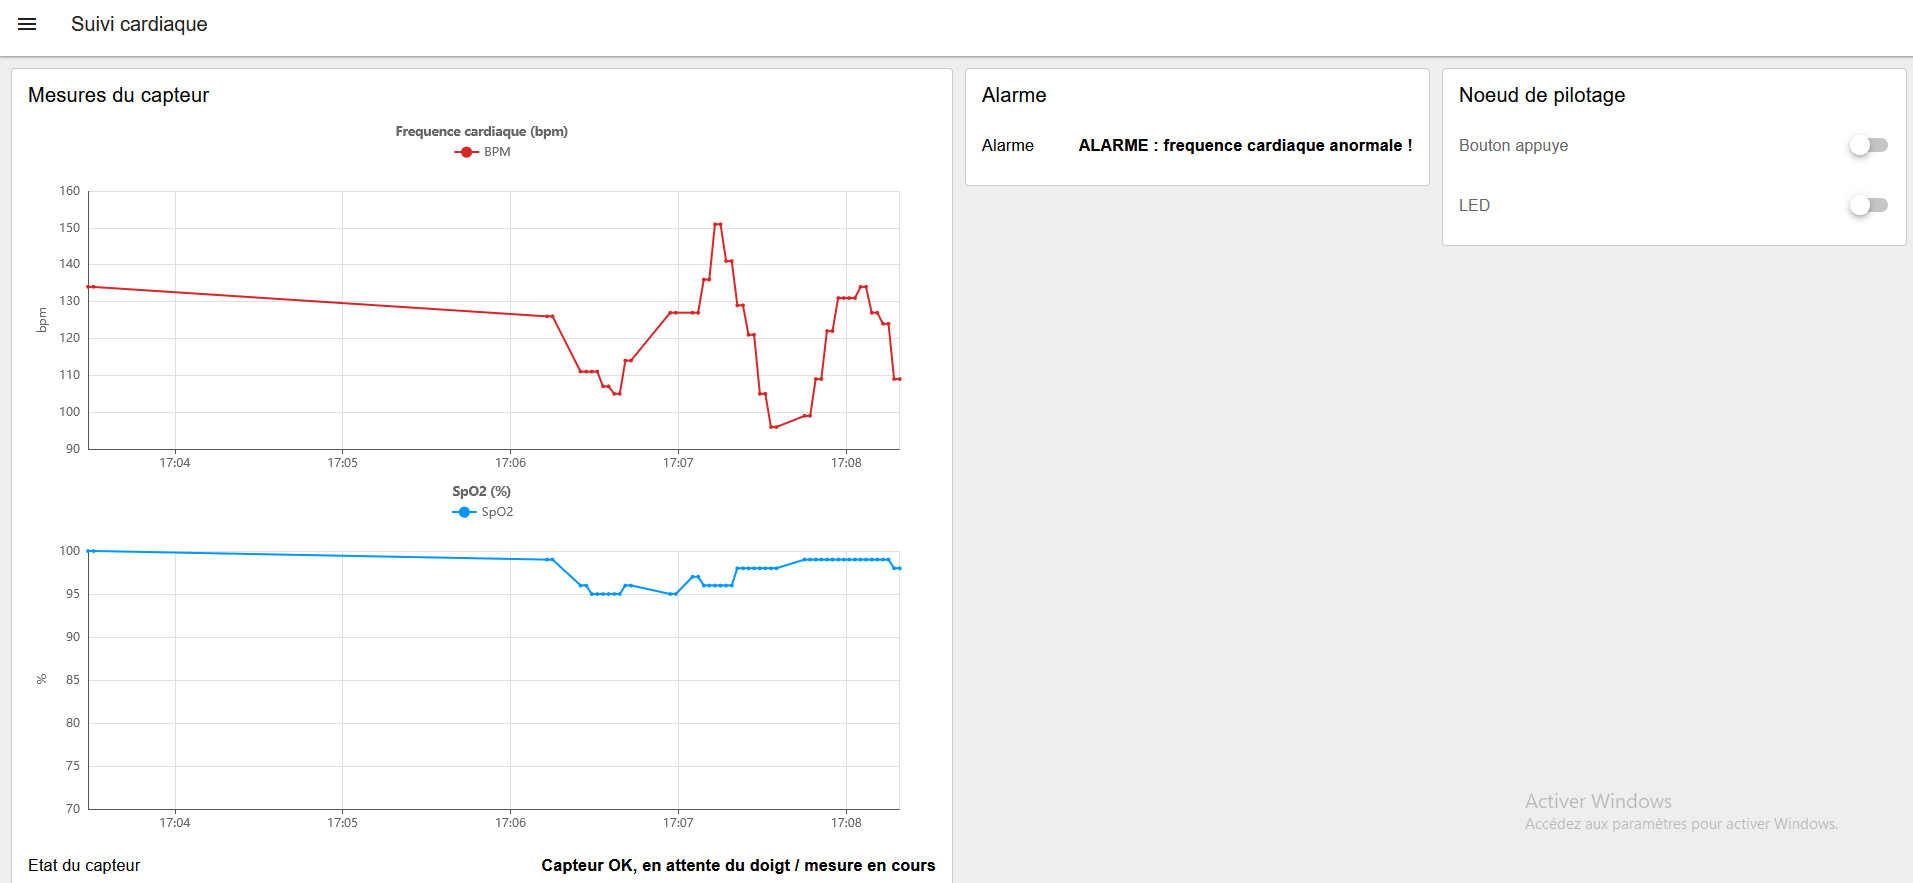 Suivi cardiaque
Mesures du capteur
Frequence cardiaque (bpm)
BPM
160
150
140
130
120
110
100
90
bpm
17:04 17:05 17:06 17:07 17:08
SpO2 (%)
SpO2
100
95
90
85
80
75
70
%
17:04 17:05 17:06 17:07 17:08
Etat du capteur Capteur OK, en attente du doigt / mesure en cours
Alarme
Alarme ALARME : frequence cardiaque anormale !
Noeud de pilotage
Bouton appuye
LED
Activer Windows
Accédez aux paramètres pour activer Windows.